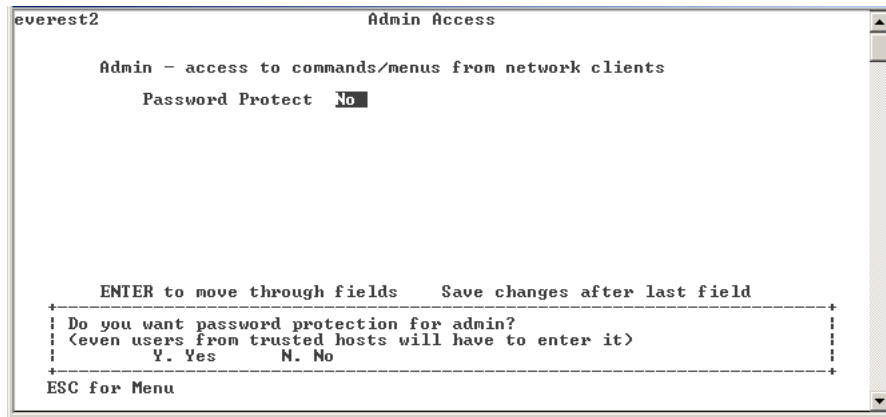 everest2 Admin Access
Admin - access to commands/menus from network clients
Password Protect No
ENTER to move through fields Save changes after last field
Do you want password protection for admin?
(even users from trusted hosts will have to enter it)
Y. Yes N. No
ESC for Menu